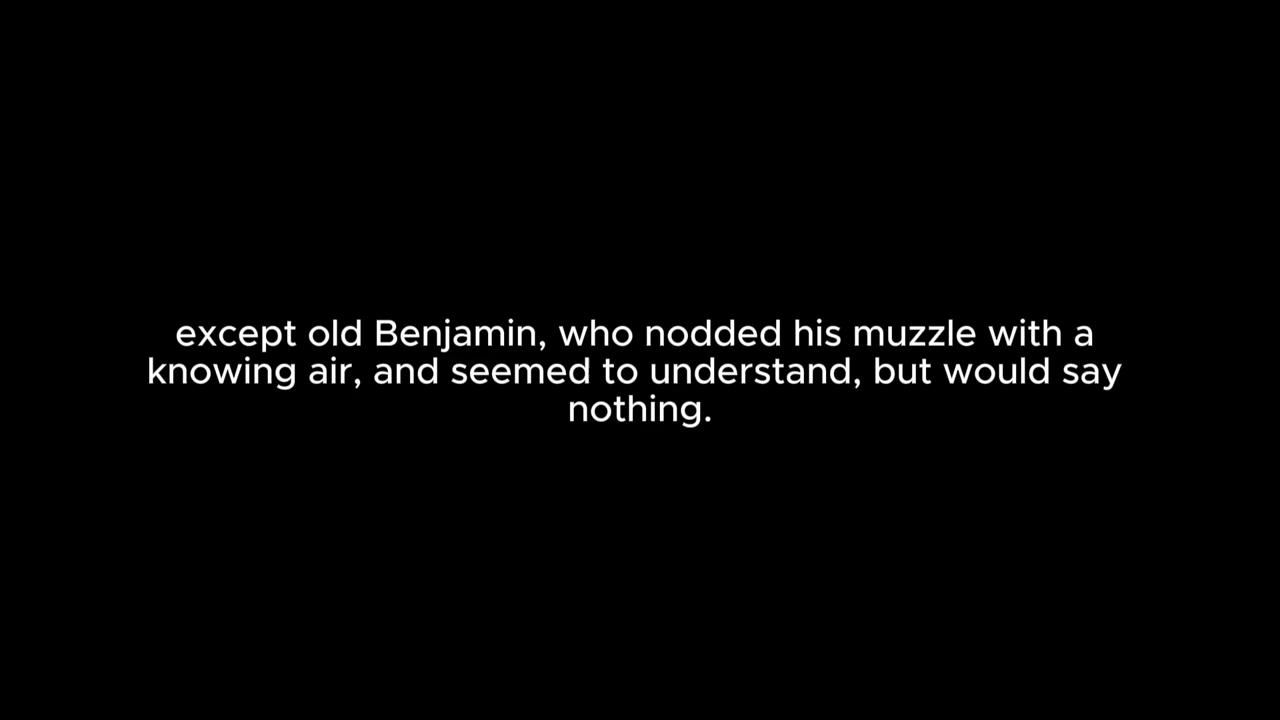 except old Benjamin, who nodded his muzzle with a
knowing air, and seemed to understand, but would say
nothing.